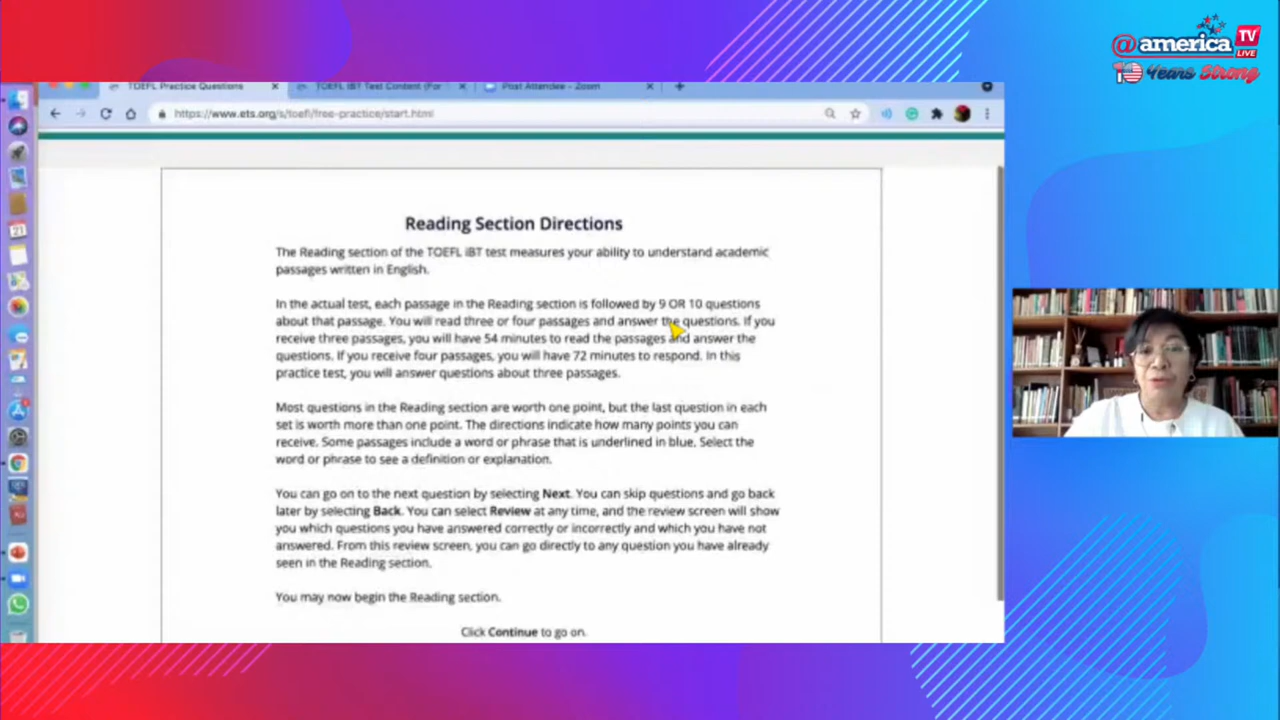 @america TV
LIVE
10 Years Strong
TOEFL Practice Questions
TOEFL iBT Test Content (For
Post Attendee - Zoom
https://www.ets.org/s/toefl/free-practice/start.html
21
Reading Section Directions
The Reading section of the TOEFL iBT test measures your ability to understand academic
passages written in English.
In the actual test, each passage in the Reading section is followed by 9 OR 10 questions
about that passage. You will read three or four passages and answer the questions. If you
receive three passages, you will have 54 minutes to read the passages and answer the
questions. If you receive four passages, you will have 72 minutes to respond. In this
practice test, you will answer questions about three passages.
Most questions in the Reading section are worth one point, but the last question in each
set is worth more than one point. The directions indicate how many points you can
receive. Some passages include a word or phrase that is underlined in blue. Select the
word or phrase to see a definition or explanation.
You can go on to the next question by selecting Next. You can skip questions and go back
later by selecting Back. You can select Review at any time, and the review screen will show
you which questions you have answered correctly or incorrectly and which you have not
answered. From this review screen, you can go directly to any question you have already
seen in the Reading section.
You may now begin the Reading section.
Click Continue to go on.